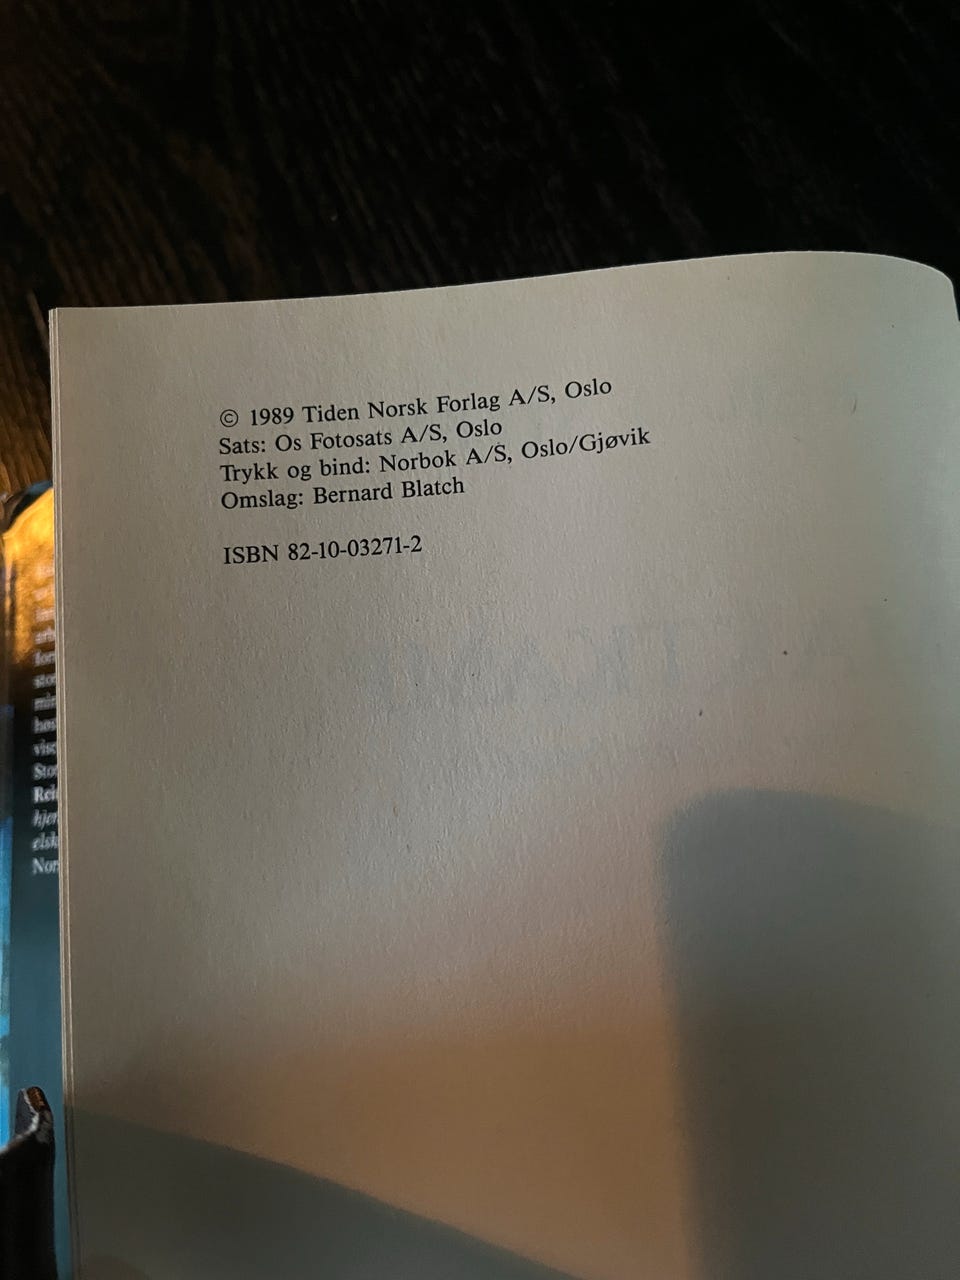 © 1989 Tiden Norsk Forlag A/S, Oslo
Sats: Os Fotosats A/S, Oslo
Trykk og bind: Norbok A/S, Oslo/Gjøvik
Omslag: Bernard Blatch
ISBN 82-10-03271-2